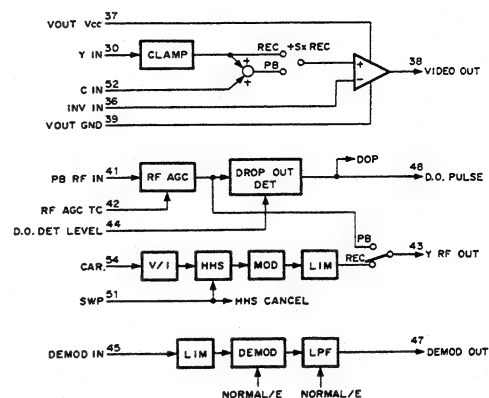 VOUT Vcc 37
Y IN 30
CLAMP
REC
+Sx REC
PB
+
+
+
−
38 VIDEO OUT
C IN 52
INV IN 36
VOUT GND 39
DOP
PB RF IN 41
RF AGC
DROP OUT DET
48 D.O. PULSE
RF AGC TC 42
D.O. DET LEVEL 44
PB
CAR. 54
V/I
HHS
MOD
LIM
REC
43 Y RF OUT
SWP 51
HHS CANCEL
DEMOD IN 45
LIM
DEMOD
LPF
47 DEMOD OUT
NORMAL/E
NORMAL/E